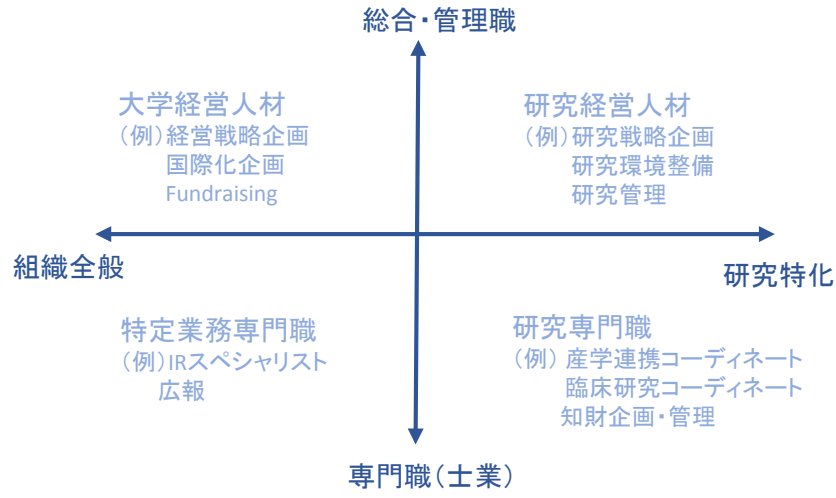 総合・管理職
大学経営人材
（例）経営戦略企画
国際化企画
Fundraising
研究経営人材
（例）研究戦略企画
研究環境整備
研究管理
組織全般
研究特化
特定業務専門職
（例）IRスペシャリスト
広報
研究専門職
（例）産学連携コーディネート
臨床研究コーディネート
知財企画・管理
専門職（士業）